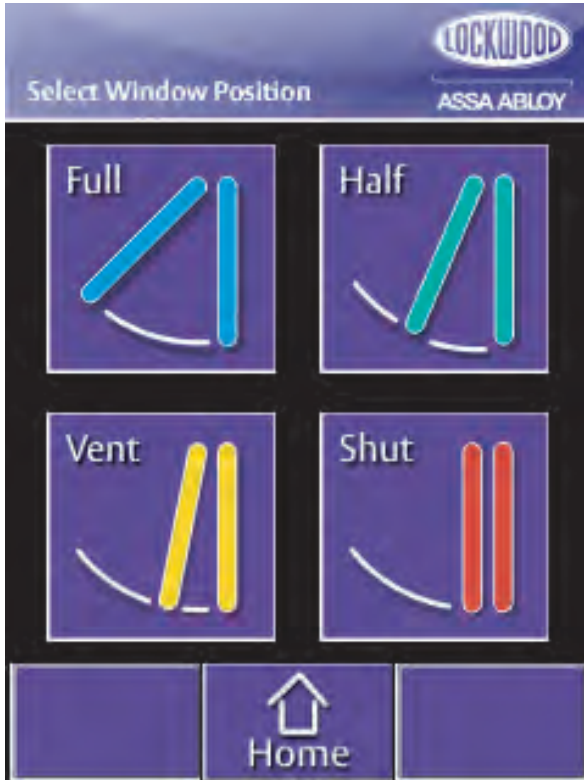 LOCKWOOD
Select Window Position
ASSA ABLOY
Full
Half
Vent
Shut
Home